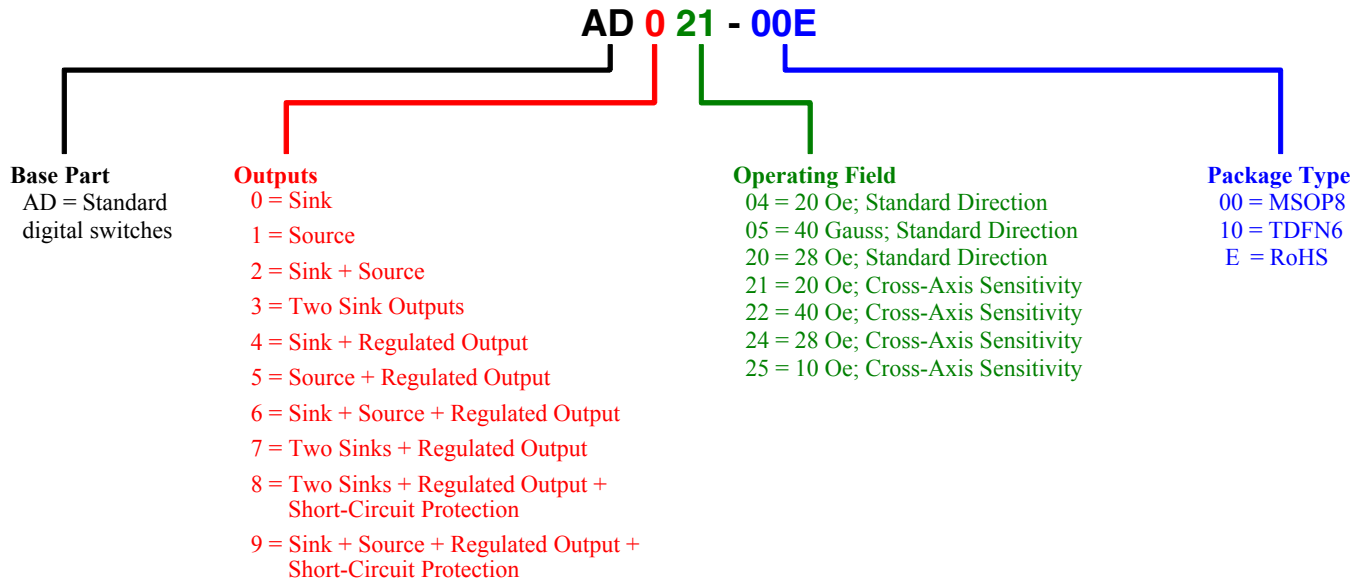 AD 0 21 - 00E
Base Part
AD = Standard
digital switches
Outputs
0 = Sink
1 = Source
2 = Sink + Source
3 = Two Sink Outputs
4 = Sink + Regulated Output
5 = Source + Regulated Output
6 = Sink + Source + Regulated Output
7 = Two Sinks + Regulated Output
8 = Two Sinks + Regulated Output +
Short-Circuit Protection
9 = Sink + Source + Regulated Output +
Short-Circuit Protection
Operating Field
04 = 20 Oe; Standard Direction
05 = 40 Gauss; Standard Direction
20 = 28 Oe; Standard Direction
21 = 20 Oe; Cross-Axis Sensitivity
22 = 40 Oe; Cross-Axis Sensitivity
24 = 28 Oe; Cross-Axis Sensitivity
25 = 10 Oe; Cross-Axis Sensitivity
Package Type
00 = MSOP8
10 = TDFN6
E = RoHS